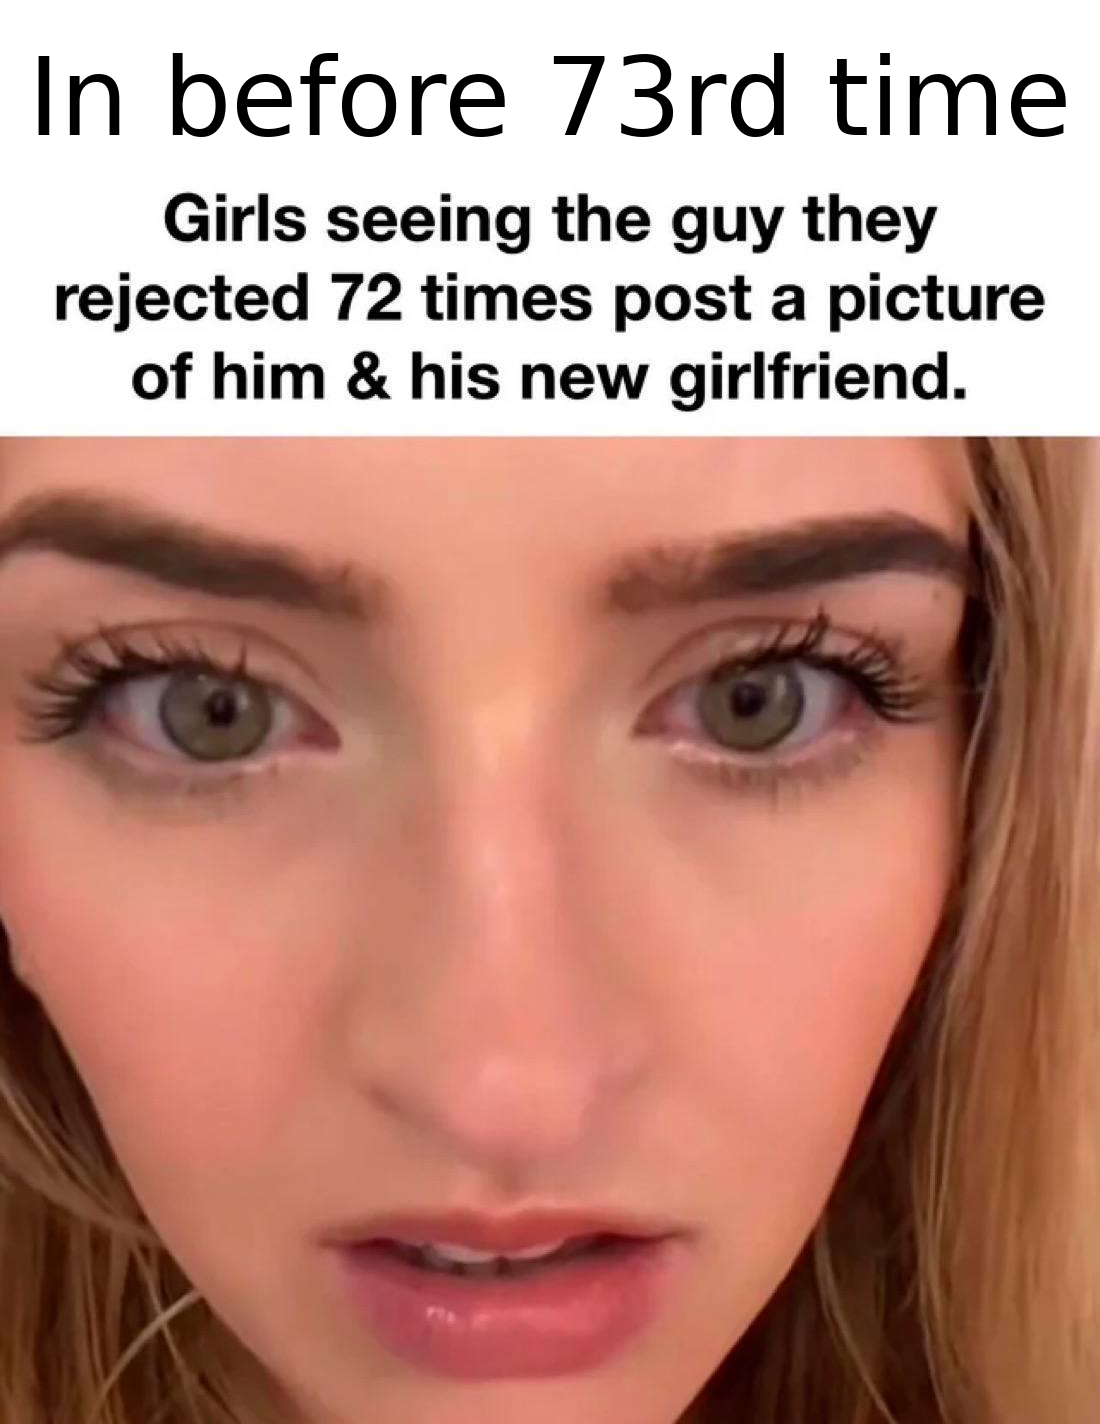 In before 73rd time
Girls seeing the guy they
rejected 72 times post a picture
of him & his new girlfriend.